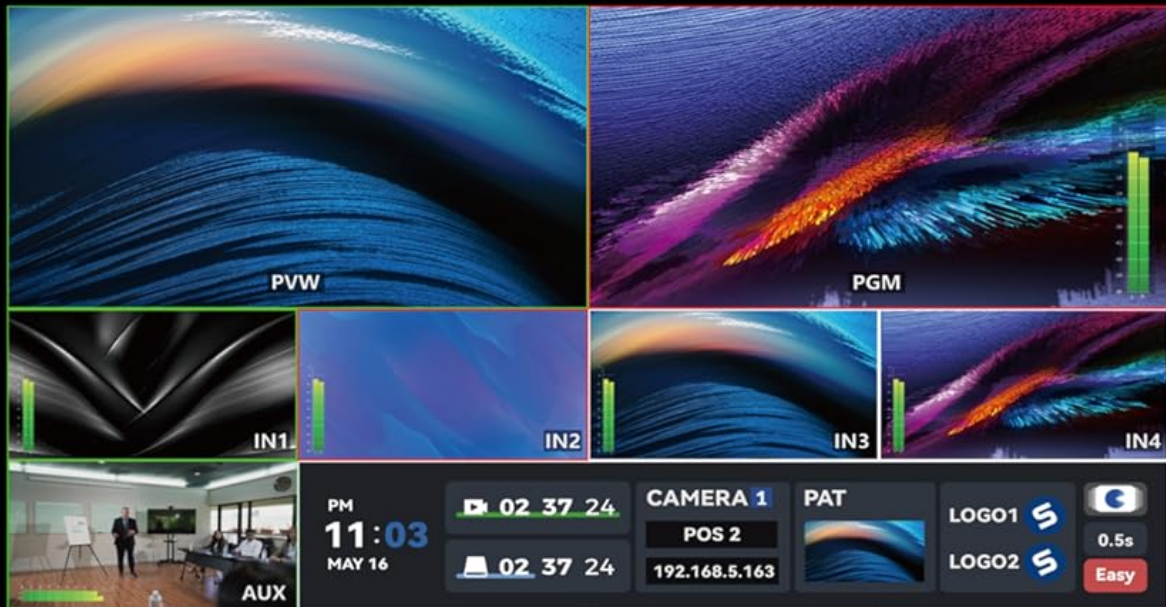 PVW
PGM
IN1
IN2
IN3
IN4
AUX
PM
11:03
MAY 16
02 37 24
02 37 24
CAMERA 1
POS 2
192.168.5.163
PAT
LOGO1 S
LOGO2 S
0.5s
Easy